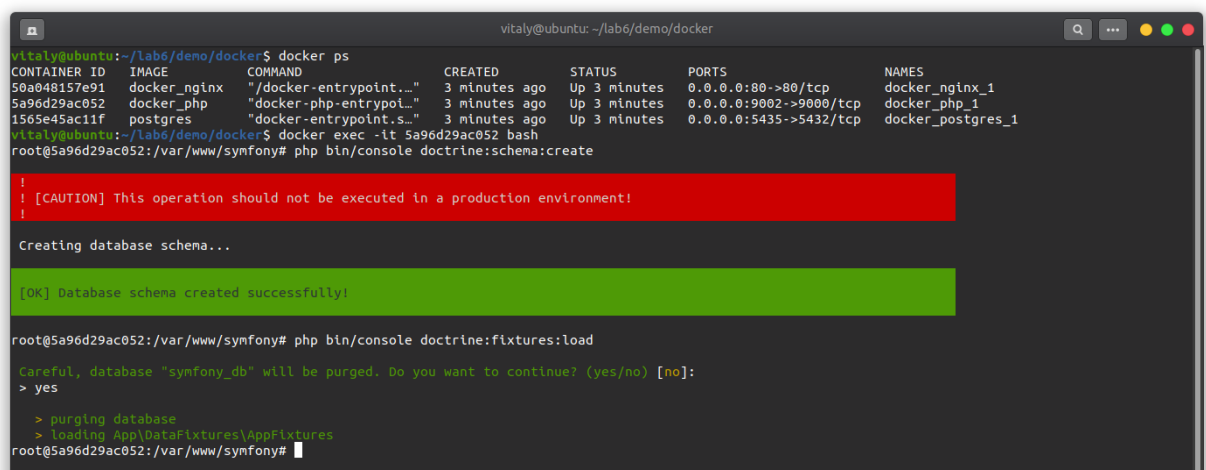 vitaly@ubuntu: ~/lab6/demo/docker
vitaly@ubuntu:~/lab6/demo/docker$ docker ps
CONTAINER ID   IMAGE          COMMAND                  CREATED         STATUS         PORTS                    NAMES
50a048157e91   docker_nginx   "/docker-entrypoint.…"   3 minutes ago   Up 3 minutes   0.0.0.0:80->80/tcp       docker_nginx_1
5a96d29ac052   docker_php     "docker-php-entrypoi…"   3 minutes ago   Up 3 minutes   0.0.0.0:9002->9000/tcp   docker_php_1
1565e45ac11f   postgres       "docker-entrypoint.s…"   3 minutes ago   Up 3 minutes   0.0.0.0:5435->5432/tcp   docker_postgres_1
vitaly@ubuntu:~/lab6/demo/docker$ docker exec -it 5a96d29ac052 bash
root@5a96d29ac052:/var/www/symfony# php bin/console doctrine:schema:create
!
! [CAUTION] This operation should not be executed in a production environment!
!
Creating database schema...
[OK] Database schema created successfully!
root@5a96d29ac052:/var/www/symfony# php bin/console doctrine:fixtures:load
Careful, database "symfony_db" will be purged. Do you want to continue? (yes/no) [no]:
> yes
> purging database
> loading App\DataFixtures\AppFixtures
root@5a96d29ac052:/var/www/symfony#